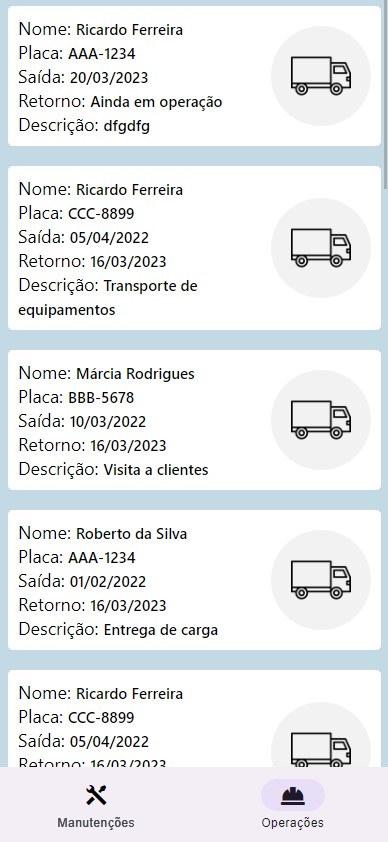 Nome: Ricardo Ferreira
Placa: AAA-1234
Saída: 20/03/2023
Retorno: Ainda em operação
Descrição: dfgdfg
Nome: Ricardo Ferreira
Placa: CCC-8899
Saída: 05/04/2022
Retorno: 16/03/2023
Descrição: Transporte de
equipamentos
Nome: Márcia Rodrigues
Placa: BBB-5678
Saída: 10/03/2022
Retorno: 16/03/2023
Descrição: Visita a clientes
Nome: Roberto da Silva
Placa: AAA-1234
Saída: 01/02/2022
Retorno: 16/03/2023
Descrição: Entrega de carga
Nome: Ricardo Ferreira
Placa: CCC-8899
Saída: 05/04/2022
Retorno: 16/03/2023
Manutenções
Operações